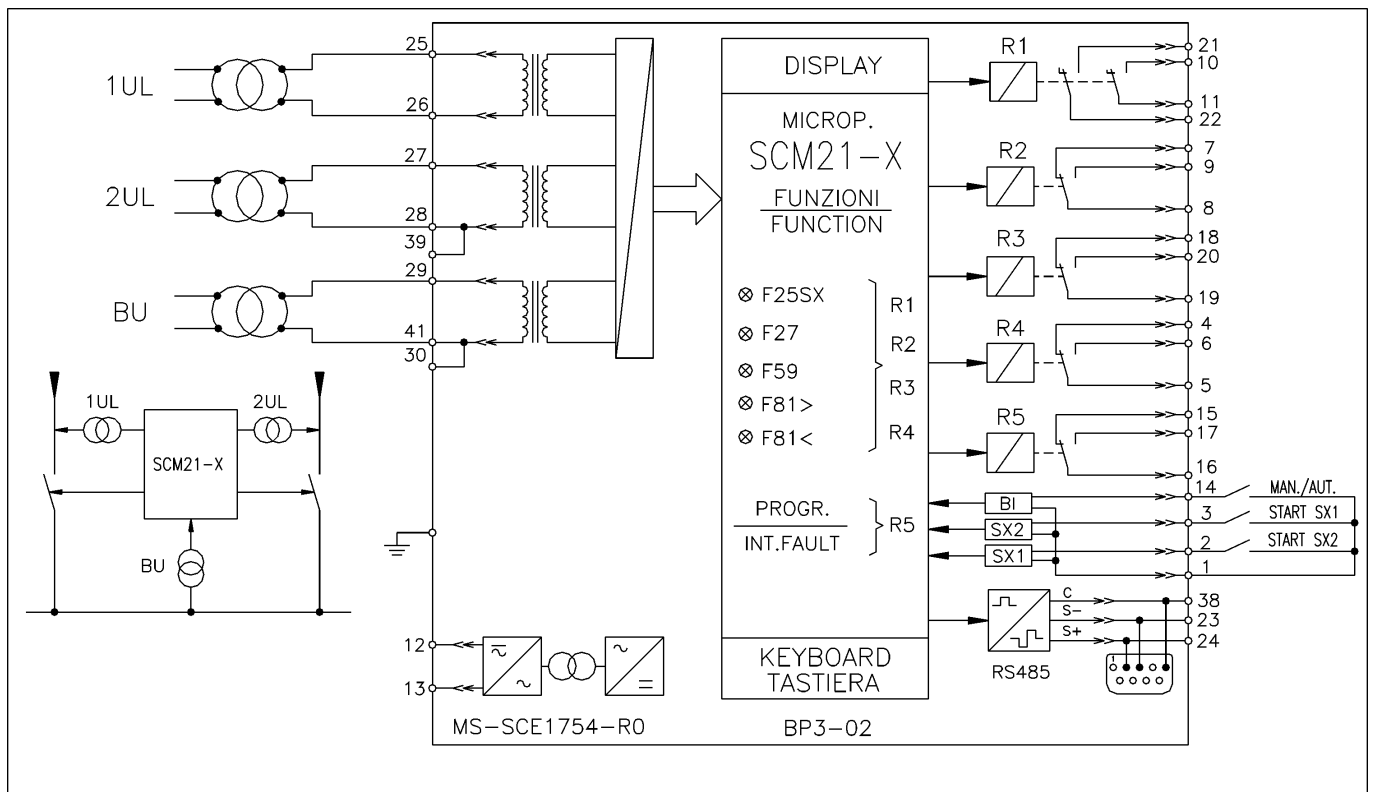 1UL
2UL
BU
25
26
27
28
39
29
41
30
12
13
1UL
2UL
SCM21-X
BU
MS-SCE1754-R0
BP3-02
DISPLAY
MICROP.
SCM21-X
FUNZIONI
FUNCTION
F25SX
F27
F59
F81>
F81<
R1
R2
R3
R4
PROGR.
INT.FAULT
R5
KEYBOARD
TASTIERA
R1
R2
R3
R4
R5
BI
SX2
SX1
RS485
C
S-
S+
21
10
11
22
7
9
8
18
20
19
4
6
5
15
17
16
14
MAN./AUT.
3
START SX1
2
START SX2
1
38
23
24
1